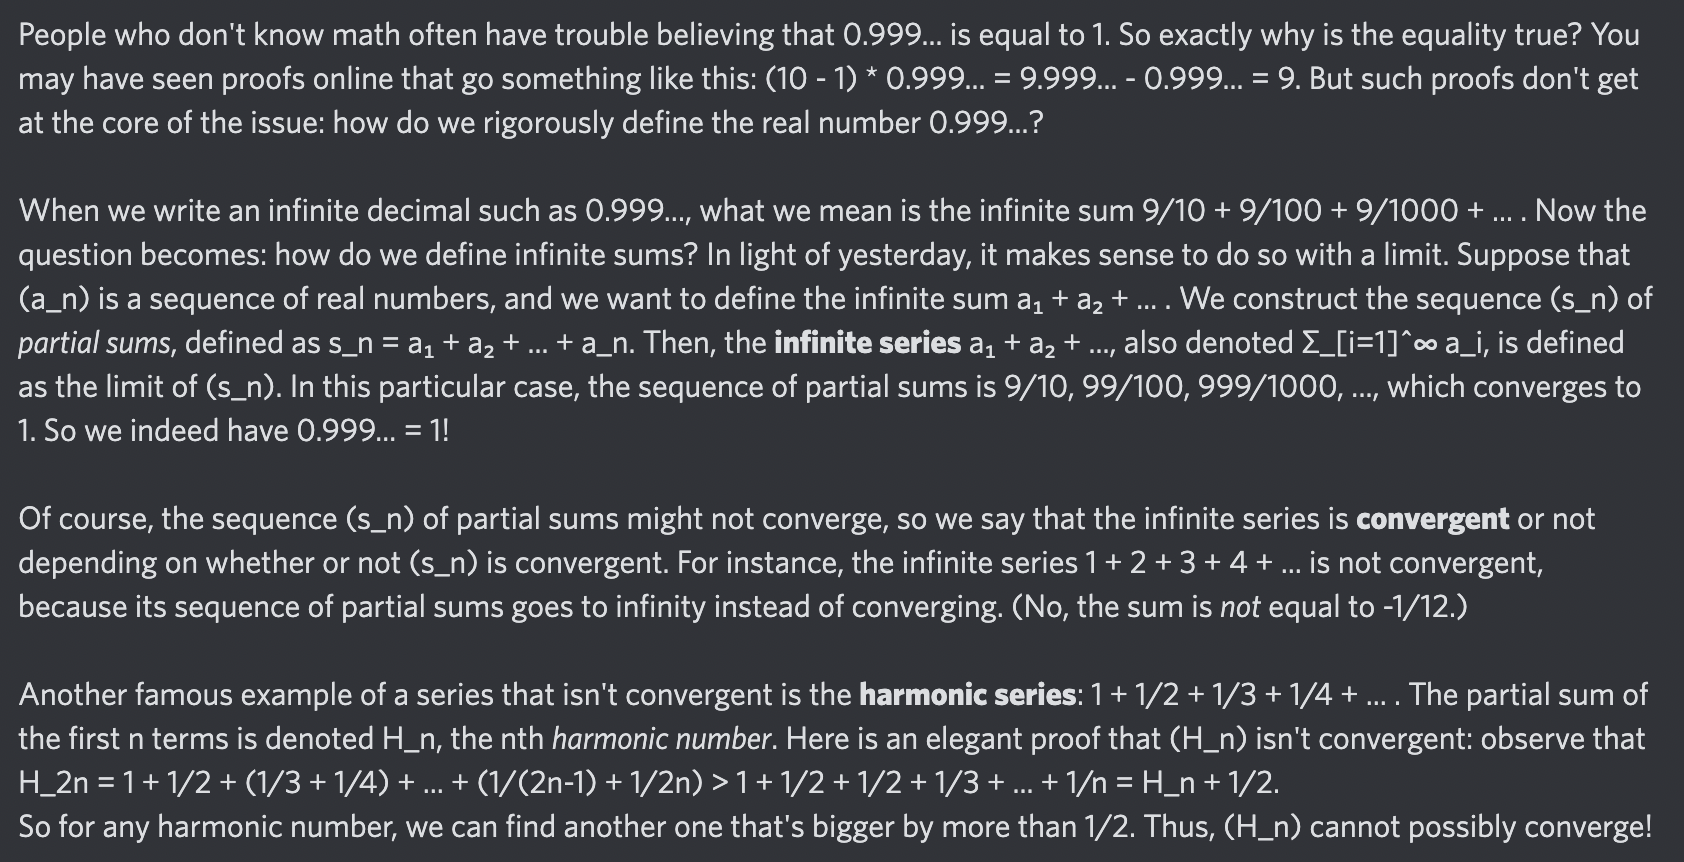 People who don't know math often have trouble believing that 0.999... is equal to 1. So exactly why is the equality true? You
may have seen proofs online that go something like this: (10 - 1) * 0.999... = 9.999... - 0.999... = 9. But such proofs don't get
at the core of the issue: how do we rigorously define the real number 0.999...?
When we write an infinite decimal such as 0.999..., what we mean is the infinite sum 9/10 + 9/100 + 9/1000 + ... . Now the
question becomes: how do we define infinite sums? In light of yesterday, it makes sense to do so with a limit. Suppose that
(a_n) is a sequence of real numbers, and we want to define the infinite sum a₁ + a₂ + ... . We construct the sequence (s_n) of
partial sums, defined as s_n = a₁ + a₂ + ... + a_n. Then, the infinite series a₁ + a₂ + ..., also denoted Σ_[i=1]^∞ a_i, is defined
as the limit of (s_n). In this particular case, the sequence of partial sums is 9/10, 99/100, 999/1000, ..., which converges to
1. So we indeed have 0.999... = 1!
Of course, the sequence (s_n) of partial sums might not converge, so we say that the infinite series is convergent or not
depending on whether or not (s_n) is convergent. For instance, the infinite series 1 + 2 + 3 + 4 + ... is not convergent,
because its sequence of partial sums goes to infinity instead of converging. (No, the sum is not equal to -1/12.)
Another famous example of a series that isn't convergent is the harmonic series: 1 + 1/2 + 1/3 + 1/4 + ... . The partial sum of
the first n terms is denoted H_n, the nth harmonic number. Here is an elegant proof that (H_n) isn't convergent: observe that
H_2n = 1 + 1/2 + (1/3 + 1/4) + ... + (1/(2n-1) + 1/2n) > 1 + 1/2 + 1/2 + 1/3 + ... + 1/n = H_n + 1/2.
So for any harmonic number, we can find another one that's bigger by more than 1/2. Thus, (H_n) cannot possibly converge!